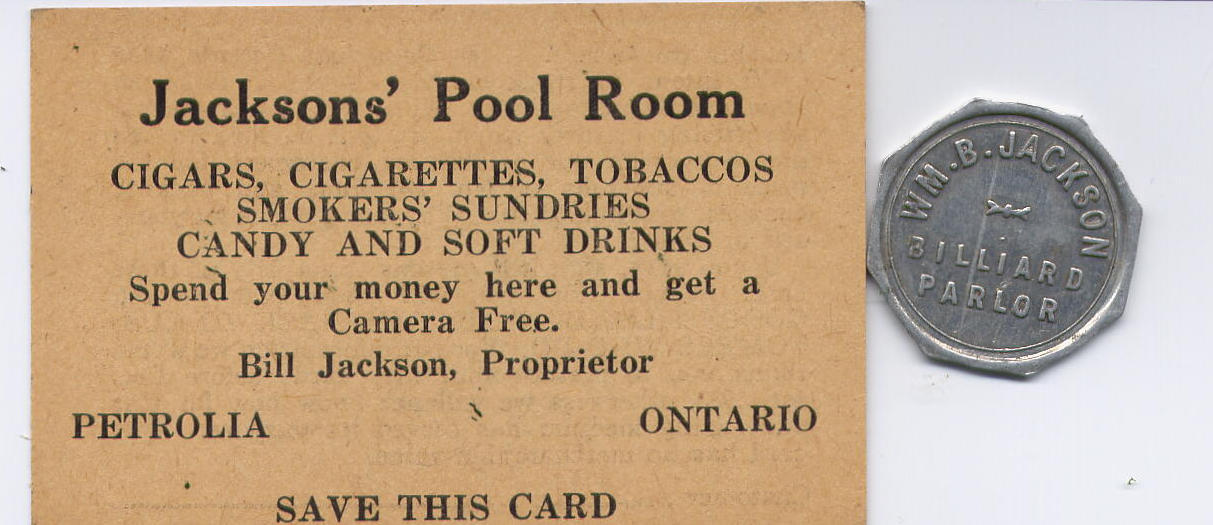 Jacksons' Pool Room
CIGARS, CIGARETTES, TOBACCOS
SMOKERS' SUNDRIES
CANDY AND SOFT DRINKS
Spend your money here and get a
Camera Free.
Bill Jackson, Proprietor
PETROLIA ONTARIO
SAVE THIS CARD
WM. B. JACKSON
BILLIARD
PARLOR